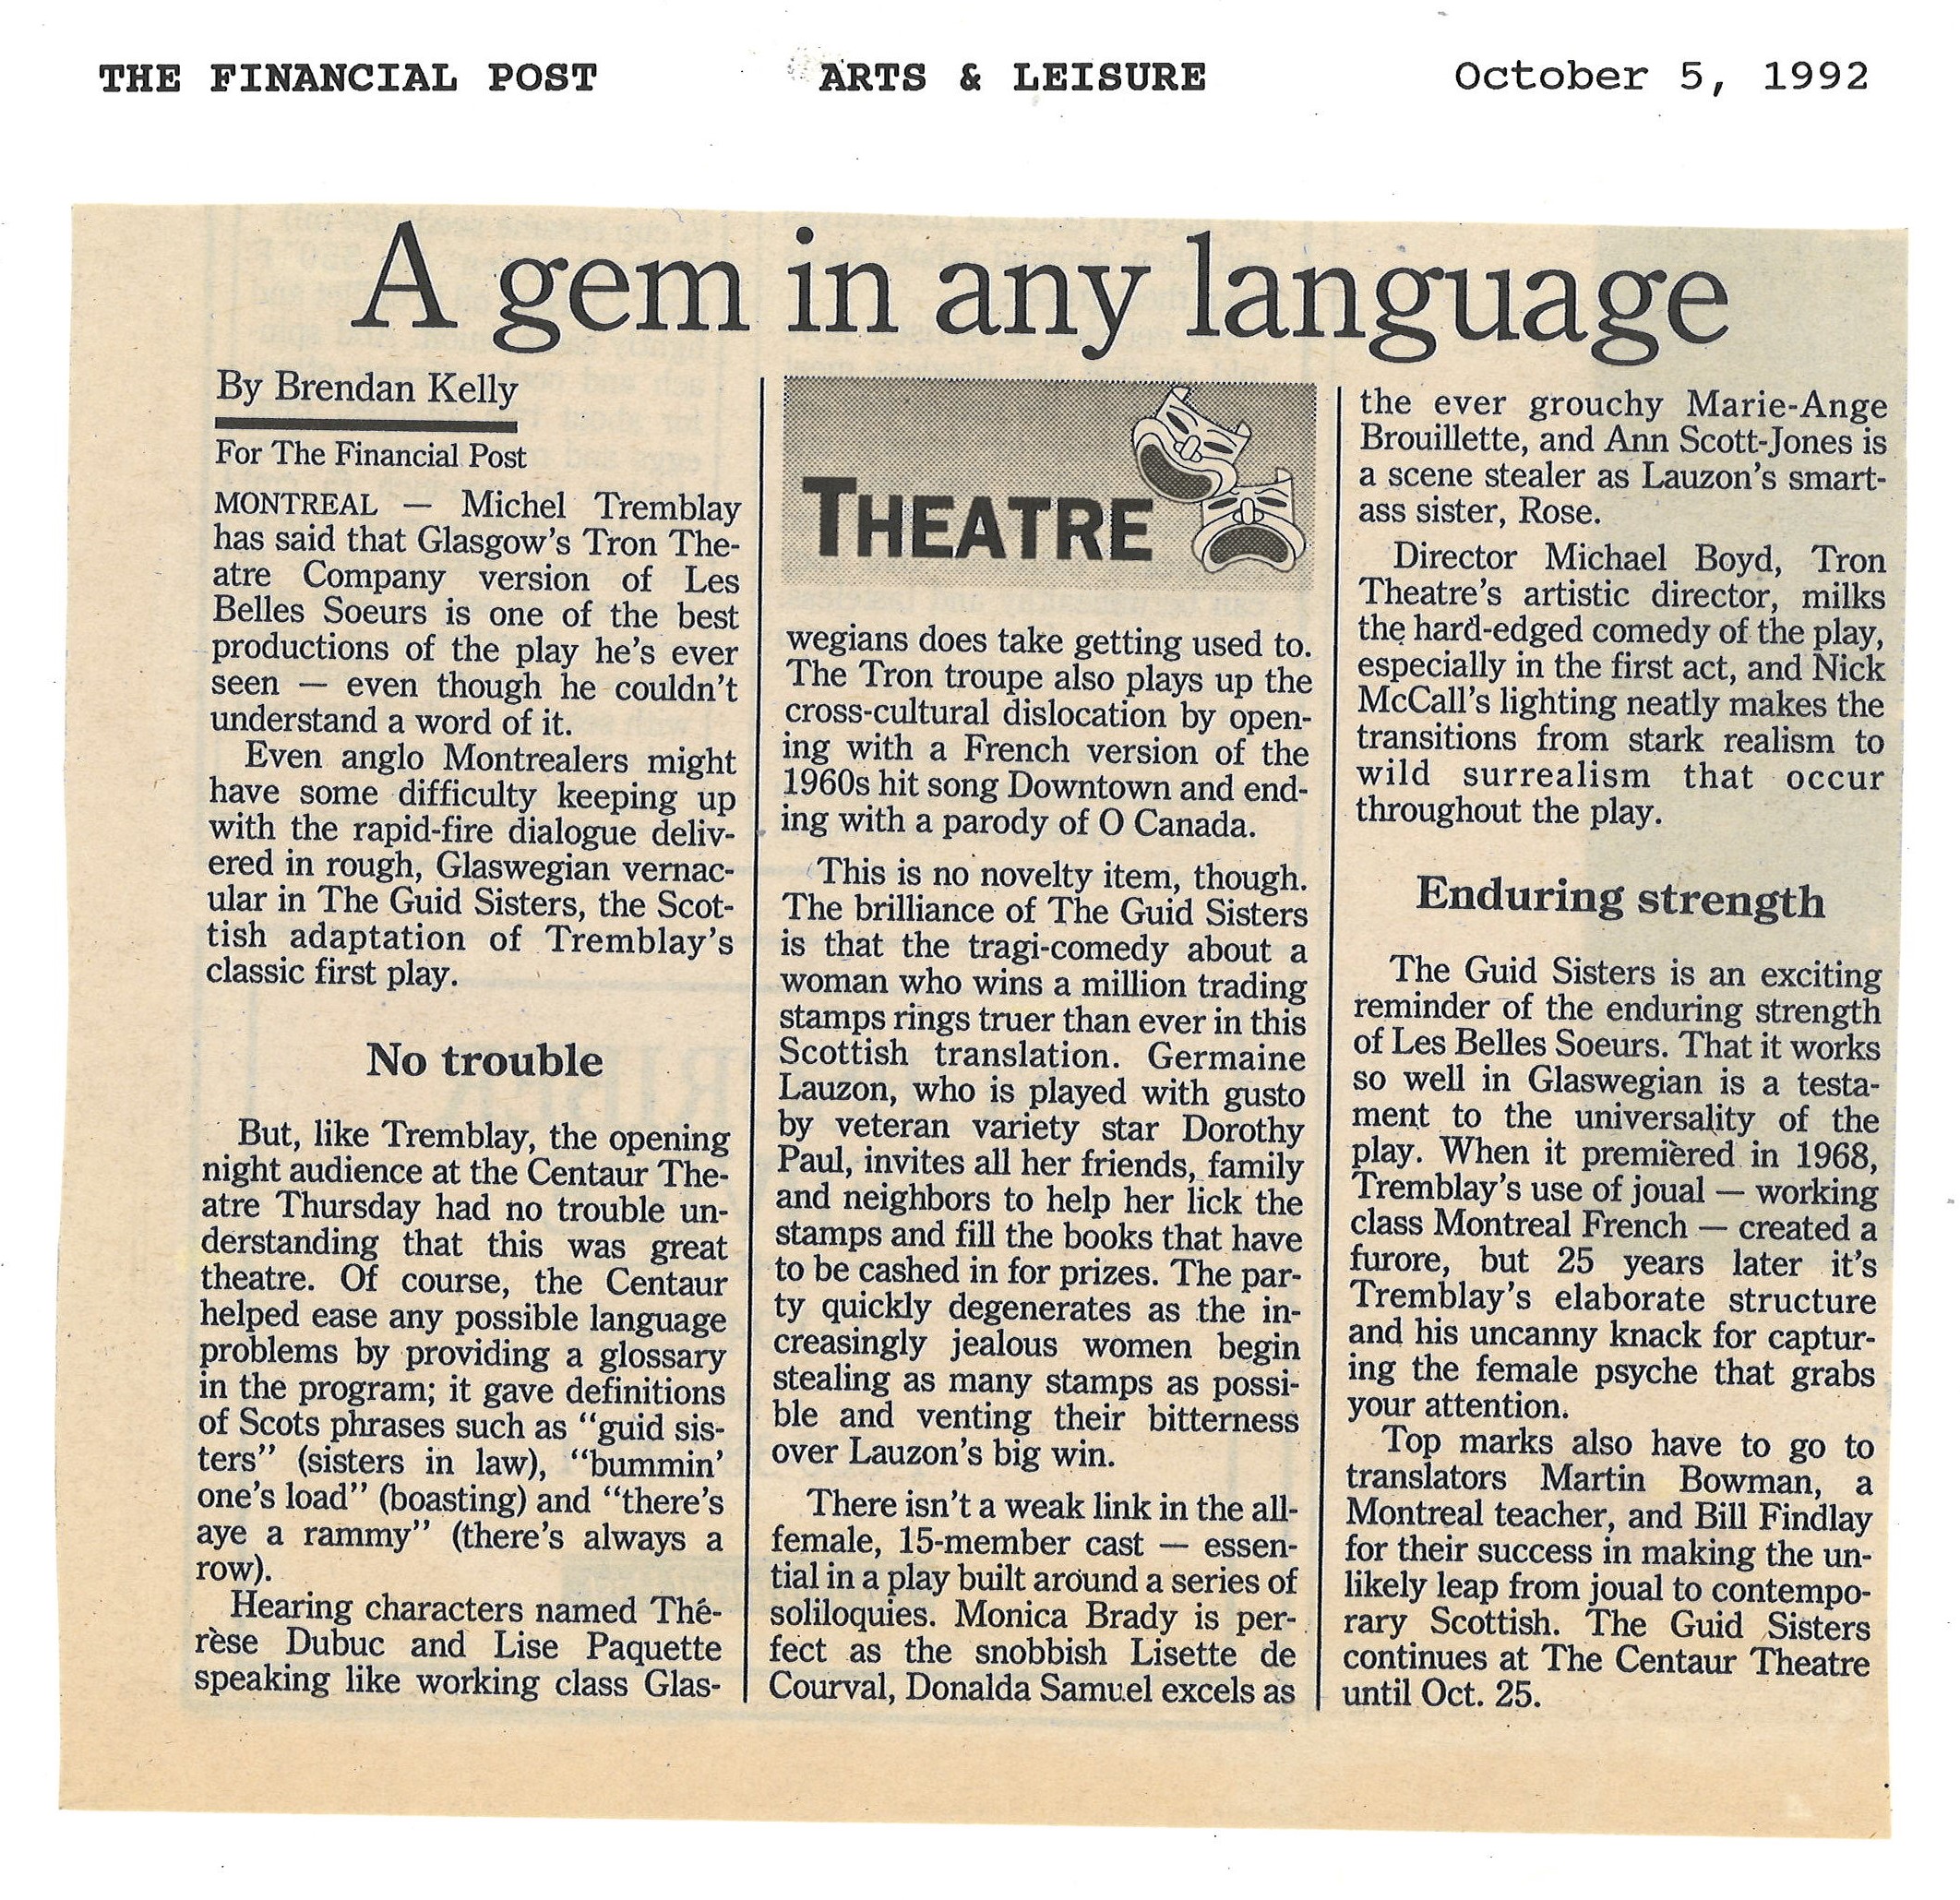 THE FINANCIAL POST ARTS & LEISURE October 5, 1992
A gem in any language
By Brendan Kelly
For The Financial Post
MONTREAL — Michel Tremblay
has said that Glasgow's Tron The-
atre Company version of Les
Belles Soeurs is one of the best
productions of the play he's ever
seen — even though he couldn't
understand a word of it.
Even anglo Montrealers might
have some difficulty keeping up
with the rapid-fire dialogue deliv-
ered in rough, Glaswegian vernac-
ular in The Guid Sisters, the Scot-
tish adaptation of Tremblay's
classic first play.
No trouble
But, like Tremblay, the opening
night audience at the Centaur The-
atre Thursday had no trouble un-
derstanding that this was great
theatre. Of course, the Centaur
helped ease any possible language
problems by providing a glossary
in the program; it gave definitions
of Scots phrases such as "guid sis-
ters" (sisters in law), "bummin'
one's load" (boasting) and "there's
aye a rammy" (there's always a
row).
Hearing characters named Thé-
rèse Dubuc and Lise Paquette
speaking like working class Glas-
THEATRE
wegians does take getting used to.
The Tron troupe also plays up the
cross-cultural dislocation by open-
ing with a French version of the
1960s hit song Downtown and end-
ing with a parody of O Canada.
This is no novelty item, though.
The brilliance of The Guid Sisters
is that the tragi-comedy about a
woman who wins a million trading
stamps rings truer than ever in this
Scottish translation. Germaine
Lauzon, who is played with gusto
by veteran variety star Dorothy
Paul, invites all her friends, family
and neighbors to help her lick the
stamps and fill the books that have
to be cashed in for prizes. The par-
ty quickly degenerates as the in-
creasingly jealous women begin
stealing as many stamps as possi-
ble and venting their bitterness
over Lauzon's big win.
There isn't a weak link in the all-
female, 15-member cast — essen-
tial in a play built around a series of
soliloquies. Monica Brady is per-
fect as the snobbish Lisette de
Courval, Donalda Samuel excels as
the ever grouchy Marie-Ange
Brouillette, and Ann Scott-Jones is
a scene stealer as Lauzon's smart-
ass sister, Rose.
Director Michael Boyd, Tron
Theatre's artistic director, milks
the hard-edged comedy of the play,
especially in the first act, and Nick
McCall's lighting neatly makes the
transitions from stark realism to
wild surrealism that occur
throughout the play.
Enduring strength
The Guid Sisters is an exciting
reminder of the enduring strength
of Les Belles Soeurs. That it works
so well in Glaswegian is a testa-
ment to the universality of the
play. When it premièred in 1968,
Tremblay's use of joual — working
class Montreal French — created a
furore, but 25 years later it's
Tremblay's elaborate structure
and his uncanny knack for captur-
ing the female psyche that grabs
your attention.
Top marks also have to go to
translators Martin Bowman, a
Montreal teacher, and Bill Findlay
for their success in making the un-
likely leap from joual to contempo-
rary Scottish. The Guid Sisters
continues at The Centaur Theatre
until Oct. 25.